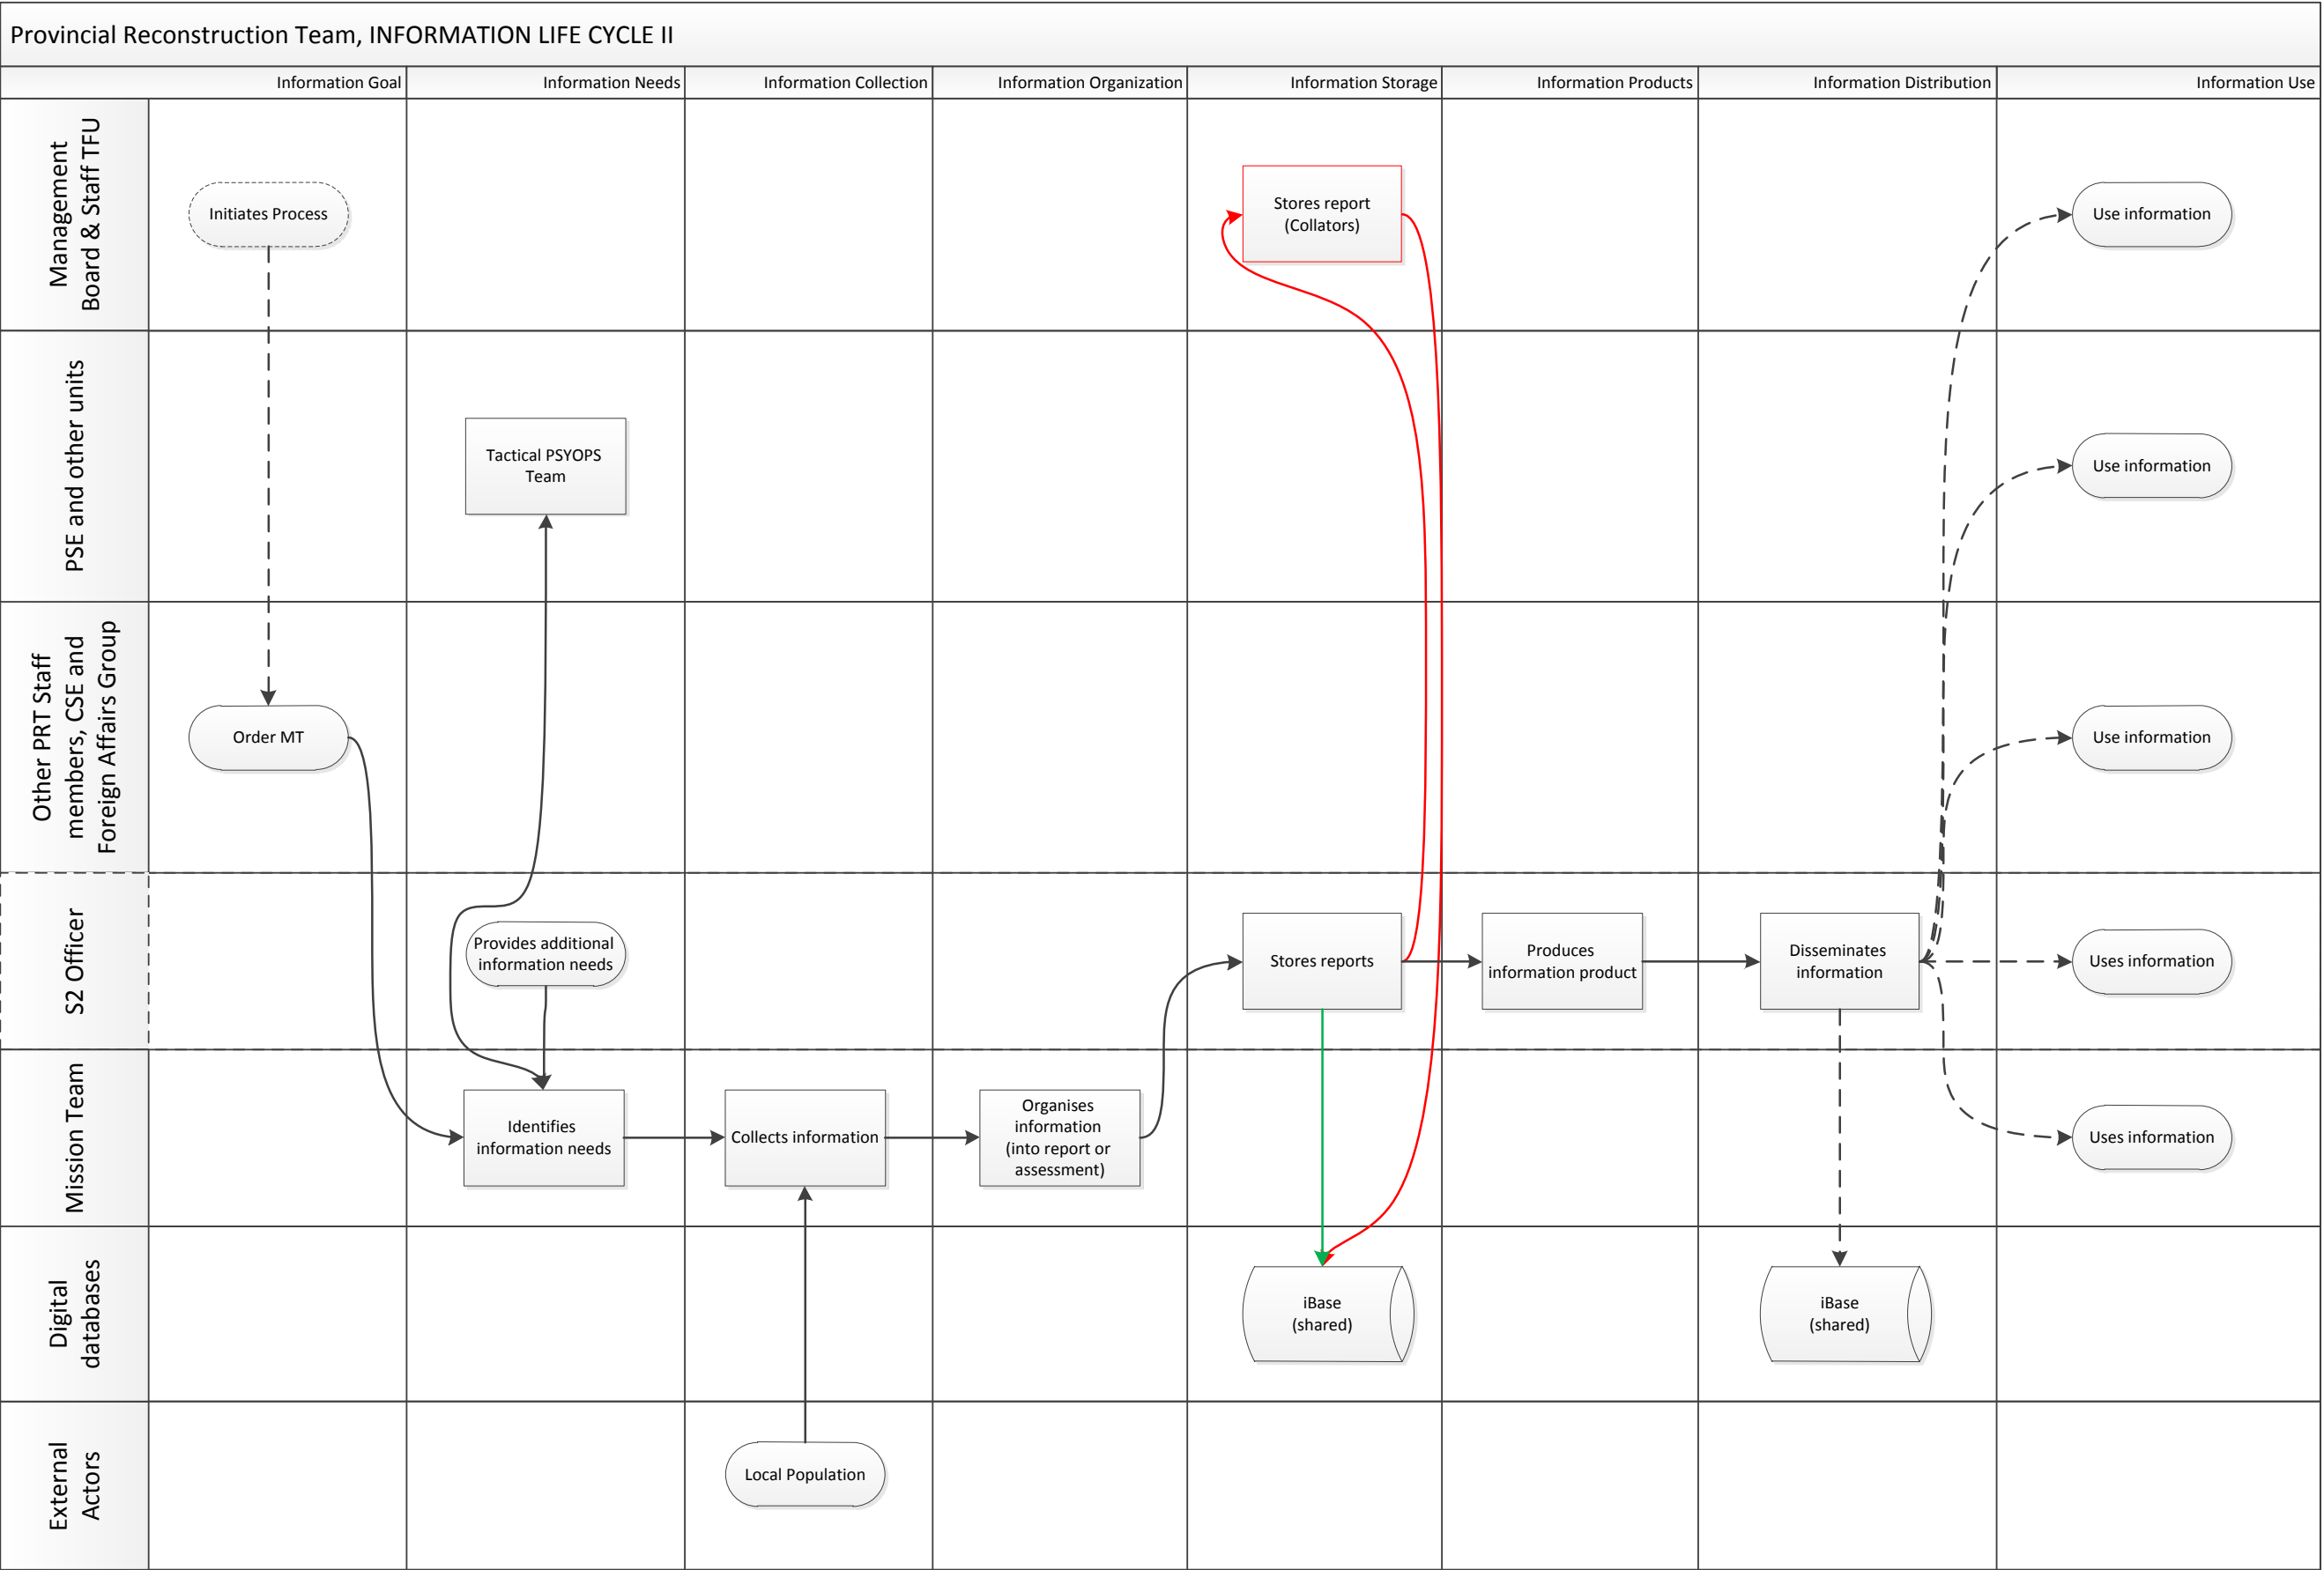 Provincial Reconstruction Team, INFORMATION LIFE CYCLE II
Information Goal
Information Needs
Information Collection
Information Organization
Information Storage
Information Products
Information Distribution
Information Use
Management
Board & Staff TFU
Initiates Process
Stores report
(Collators)
Use information
PSE and other units
Tactical PSYOPS
Team
Use information
Other PRT Staff
members, CSE and
Foreign Affairs Group
Order MT
Use information
S2 Officer
Provides additional
information needs
Stores reports
Produces
information product
Disseminates
information
Uses information
Mission Team
Identifies
information needs
Collects information
Organises
information
(into report or
assessment)
Uses information
Digital
databases
iBase
(shared)
iBase
(shared)
External
Actors
Local Population